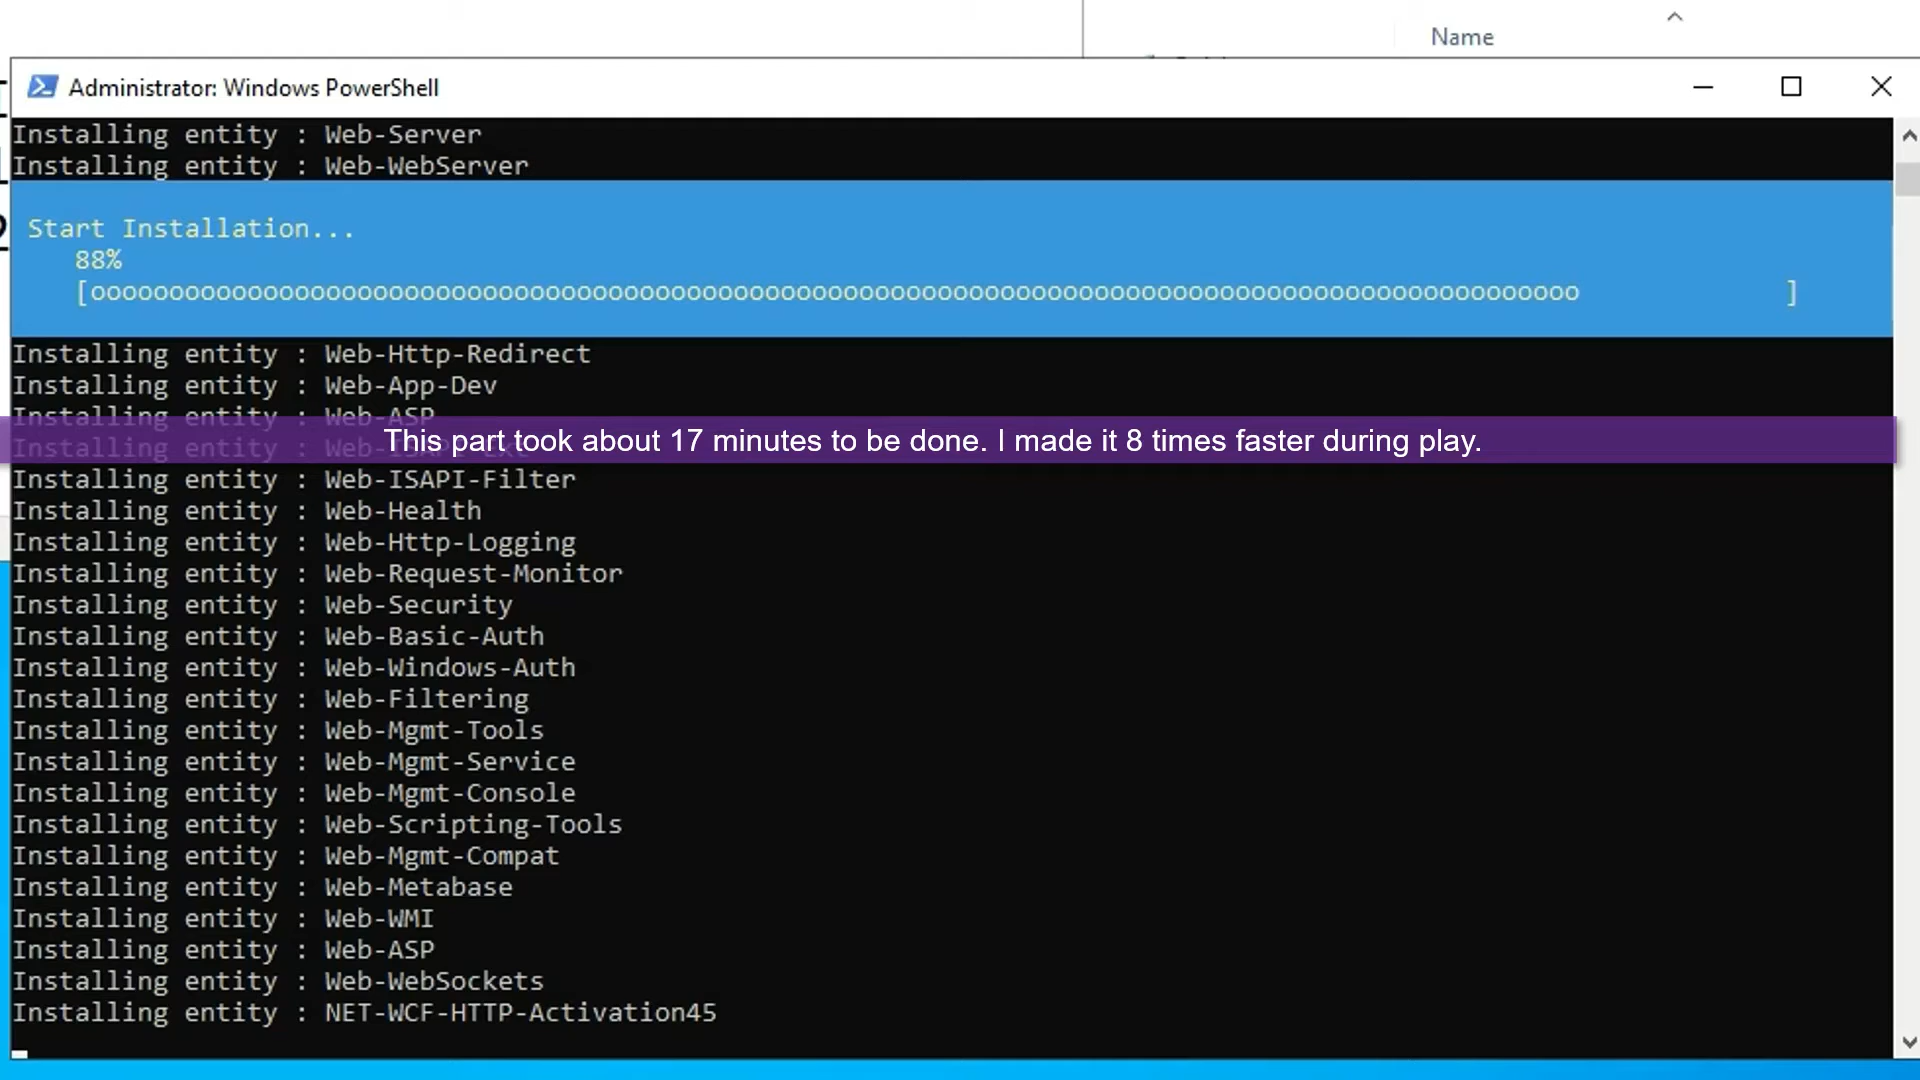 Name
Administrator: Windows PowerShell
Installing entity : Web-Server
Installing entity : Web-WebServer
Start Installation...
88%
[ooooooooooooooooooooooooooooooooooooooooooooooooooooooooooooooooooooooooooooooooooooooooooooooo ]
Installing entity : Web-Http-Redirect
Installing entity : Web-App-Dev
Installing entity : Web-ASP
This part took about 17 minutes to be done. I made it 8 times faster during play.
Installing entity : Web-ISAPI-Ext
Installing entity : Web-ISAPI-Filter
Installing entity : Web-Health
Installing entity : Web-Http-Logging
Installing entity : Web-Request-Monitor
Installing entity : Web-Security
Installing entity : Web-Basic-Auth
Installing entity : Web-Windows-Auth
Installing entity : Web-Filtering
Installing entity : Web-Mgmt-Tools
Installing entity : Web-Mgmt-Service
Installing entity : Web-Mgmt-Console
Installing entity : Web-Scripting-Tools
Installing entity : Web-Mgmt-Compat
Installing entity : Web-Metabase
Installing entity : Web-WMI
Installing entity : Web-ASP
Installing entity : Web-WebSockets
Installing entity : NET-WCF-HTTP-Activation45